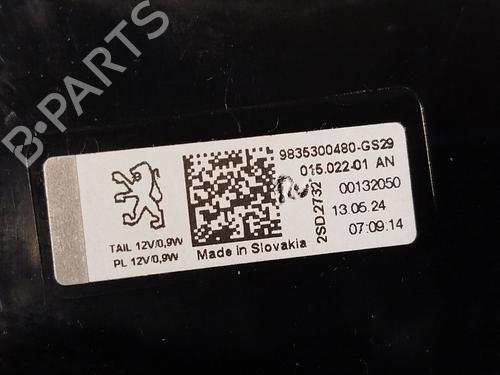 9835300480-GS29
015.022-01 AN
00132050
2SD.2732
13.05.24
07:09:14
TAIL 12V/0,9W
PL 12V/0,9W
Made in Slovakia
B-PARTS